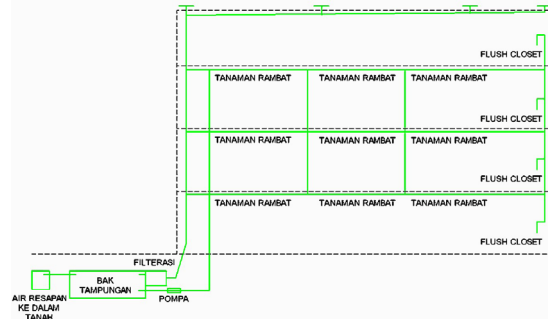 FLUSH CLOSET
TANAMAN RAMBAT TANAMAN RAMBAT TANAMAN RAMBAT
FLUSH CLOSET
TANAMAN RAMBAT TANAMAN RAMBAT TANAMAN RAMBAT
FLUSH CLOSET
TANAMAN RAMBAT TANAMAN RAMBAT TANAMAN RAMBAT
FLUSH CLOSET
FILTERASI
BAK
TAMPUNGAN
POMPA
AIR RESAPAN
KE DALAM
TANAH